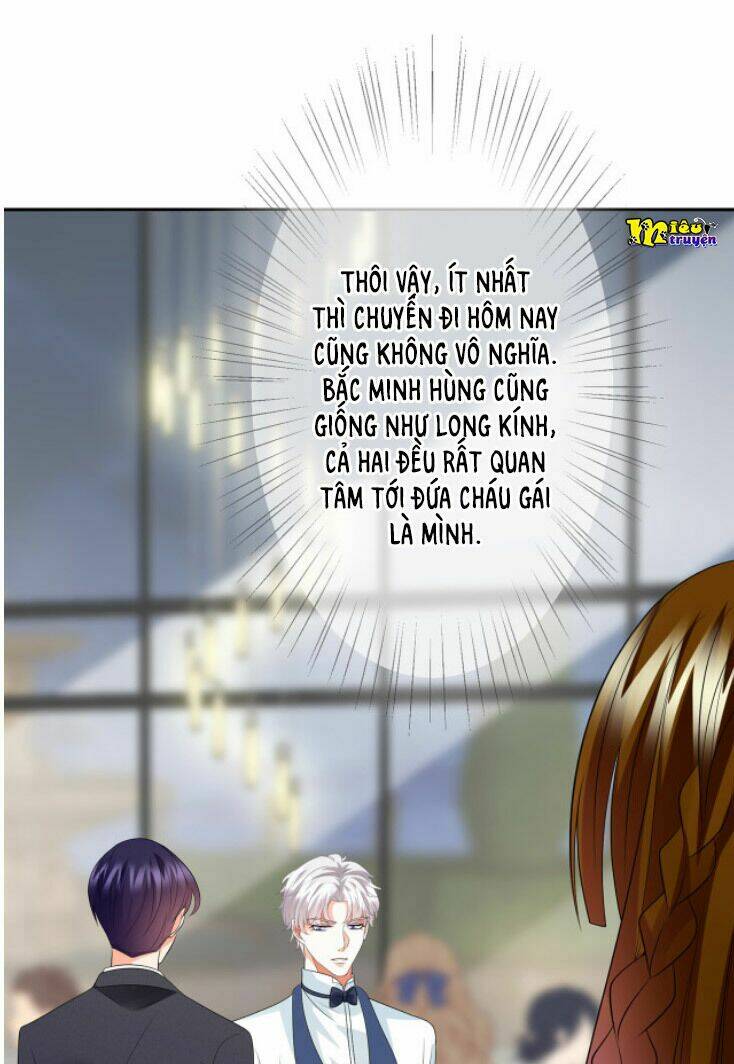 Miêu
truyện
THÔI VẬY, ÍT NHẤT
THÌ CHUYẾN ĐI HÔM NAY
CŨNG KHÔNG VÔ NGHĨA.
BẮC MINH HÙNG CŨNG
GIỐNG NHƯ LONG KÍNH,
CẢ HAI ĐỀU RẤT QUAN
TÂM TỚI ĐỨA CHÁU GÁI
LÀ MÌNH.